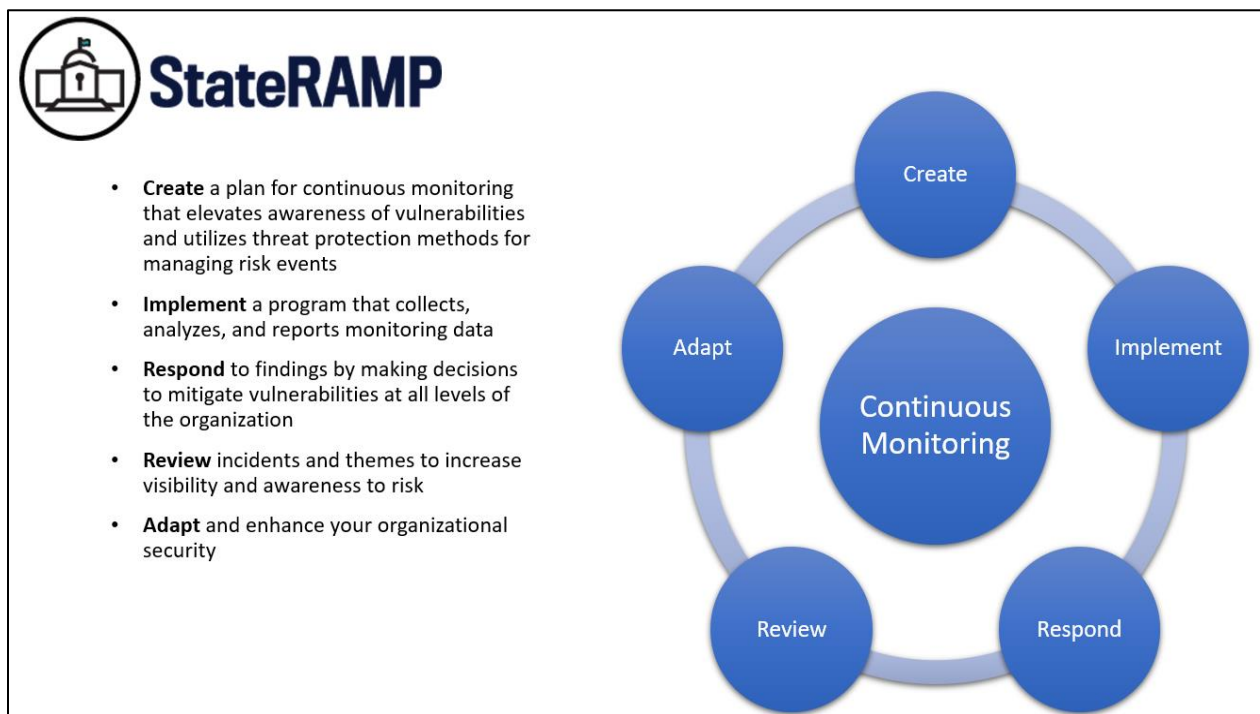 StateRAMP
• Create a plan for continuous monitoring
that elevates awareness of vulnerabilities
and utilizes threat protection methods for
managing risk events
• Implement a program that collects,
analyzes, and reports monitoring data
• Respond to findings by making decisions
to mitigate vulnerabilities at all levels of
the organization
• Review incidents and themes to increase
visibility and awareness to risk
• Adapt and enhance your organizational
security
Create
Implement
Respond
Review
Adapt
Continuous
Monitoring